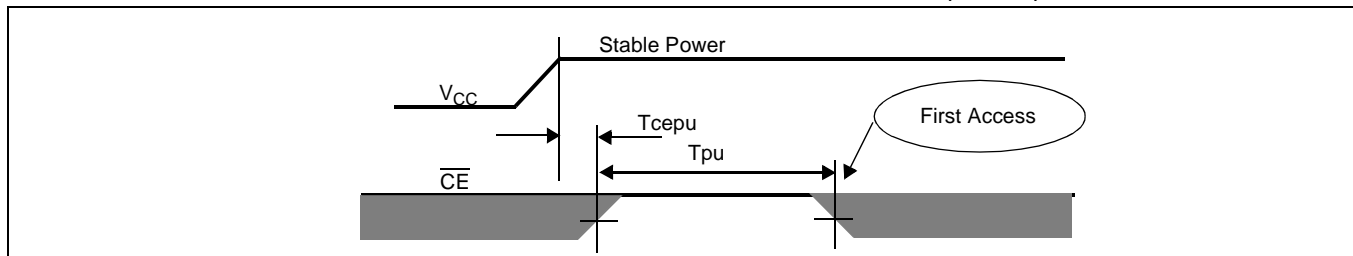 Stable Power
VCC
Tcepu
First Access
Tpu
CE